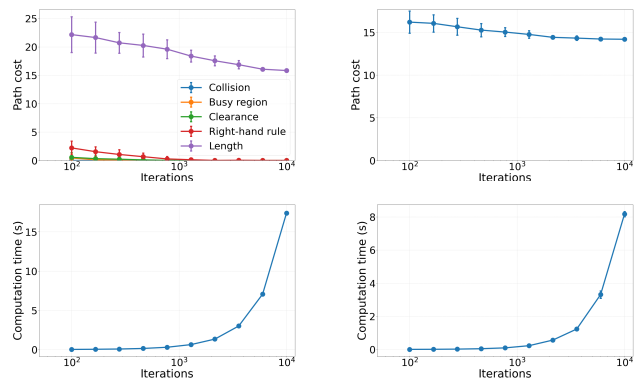 25
20
15
10
5
0
Path cost
10²
10³
10⁴
Iterations
Collision
Busy region
Clearance
Right-hand rule
Length
15
10
5
0
Path cost
10²
10³
10⁴
Iterations
15
10
5
0
Computation time (s)
10²
10³
10⁴
Iterations
8
6
4
2
0
Computation time (s)
10²
10³
10⁴
Iterations